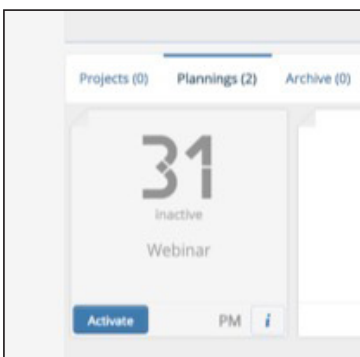 Projects (0) Plannings (2) Archive (0)
31
Inactive
Webinar
Activate PM i